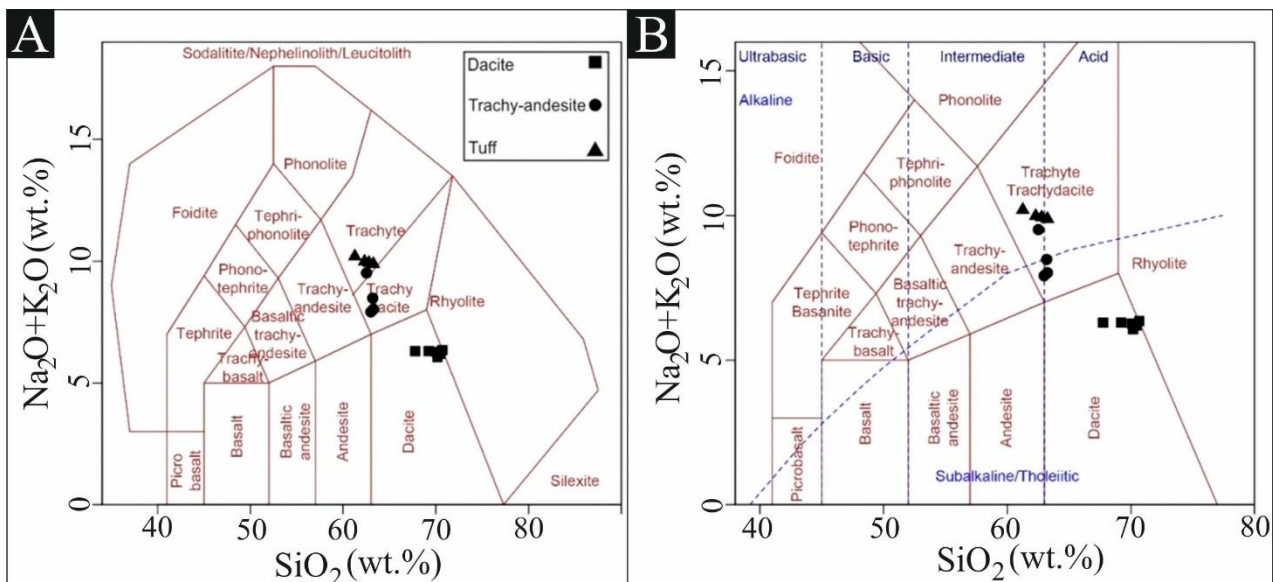 A
Sodalitite/Nephelinolith/Leucitolith
Dacite
Trachy-andesite
Tuff
Phonolite
Foidite
Tephri-
phonolite
Trachyte
Phono-
tephrite
Trachy-
andesite
Trachy
dacite
Rhyolite
Tephrite
Basaltic
trachy-
andesite
Trachy-
basalt
Picro
basalt
Basalt
Basaltic
andesite
Andesite
Dacite
Silexite
0
5
10
15
40
50
60
70
80
Na₂O+K₂O (wt.%)
SiO₂ (wt.%)
B
Ultrabasic
Basic
Intermediate
Acid
Alkaline
Phonolite
Foidite
Tephri-
phonolite
Trachyte
Trachydacite
Phono-
tephrite
Trachy-
andesite
Rhyolite
Tephrite
Basanite
Basaltic
trachy-
andesite
Trachy-
basalt
Picrobasalt
Basalt
Basaltic
andesite
Andesite
Dacite
Subalkaline/Tholeiitic
0
5
10
15
40
50
60
70
80
Na₂O+K₂O (wt.%)
SiO₂ (wt.%)